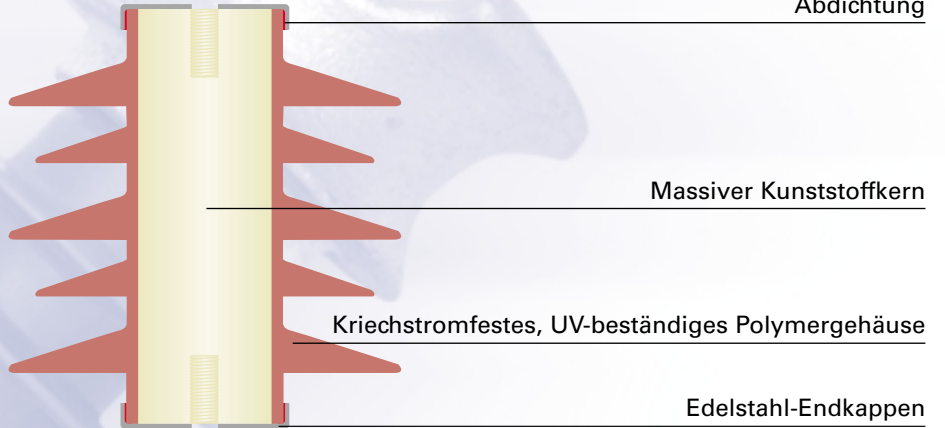 Abdichtung
Massiver Kunststoffkern
Kriechstromfestes, UV-beständiges Polymergehäuse
Edelstahl-Endkappen